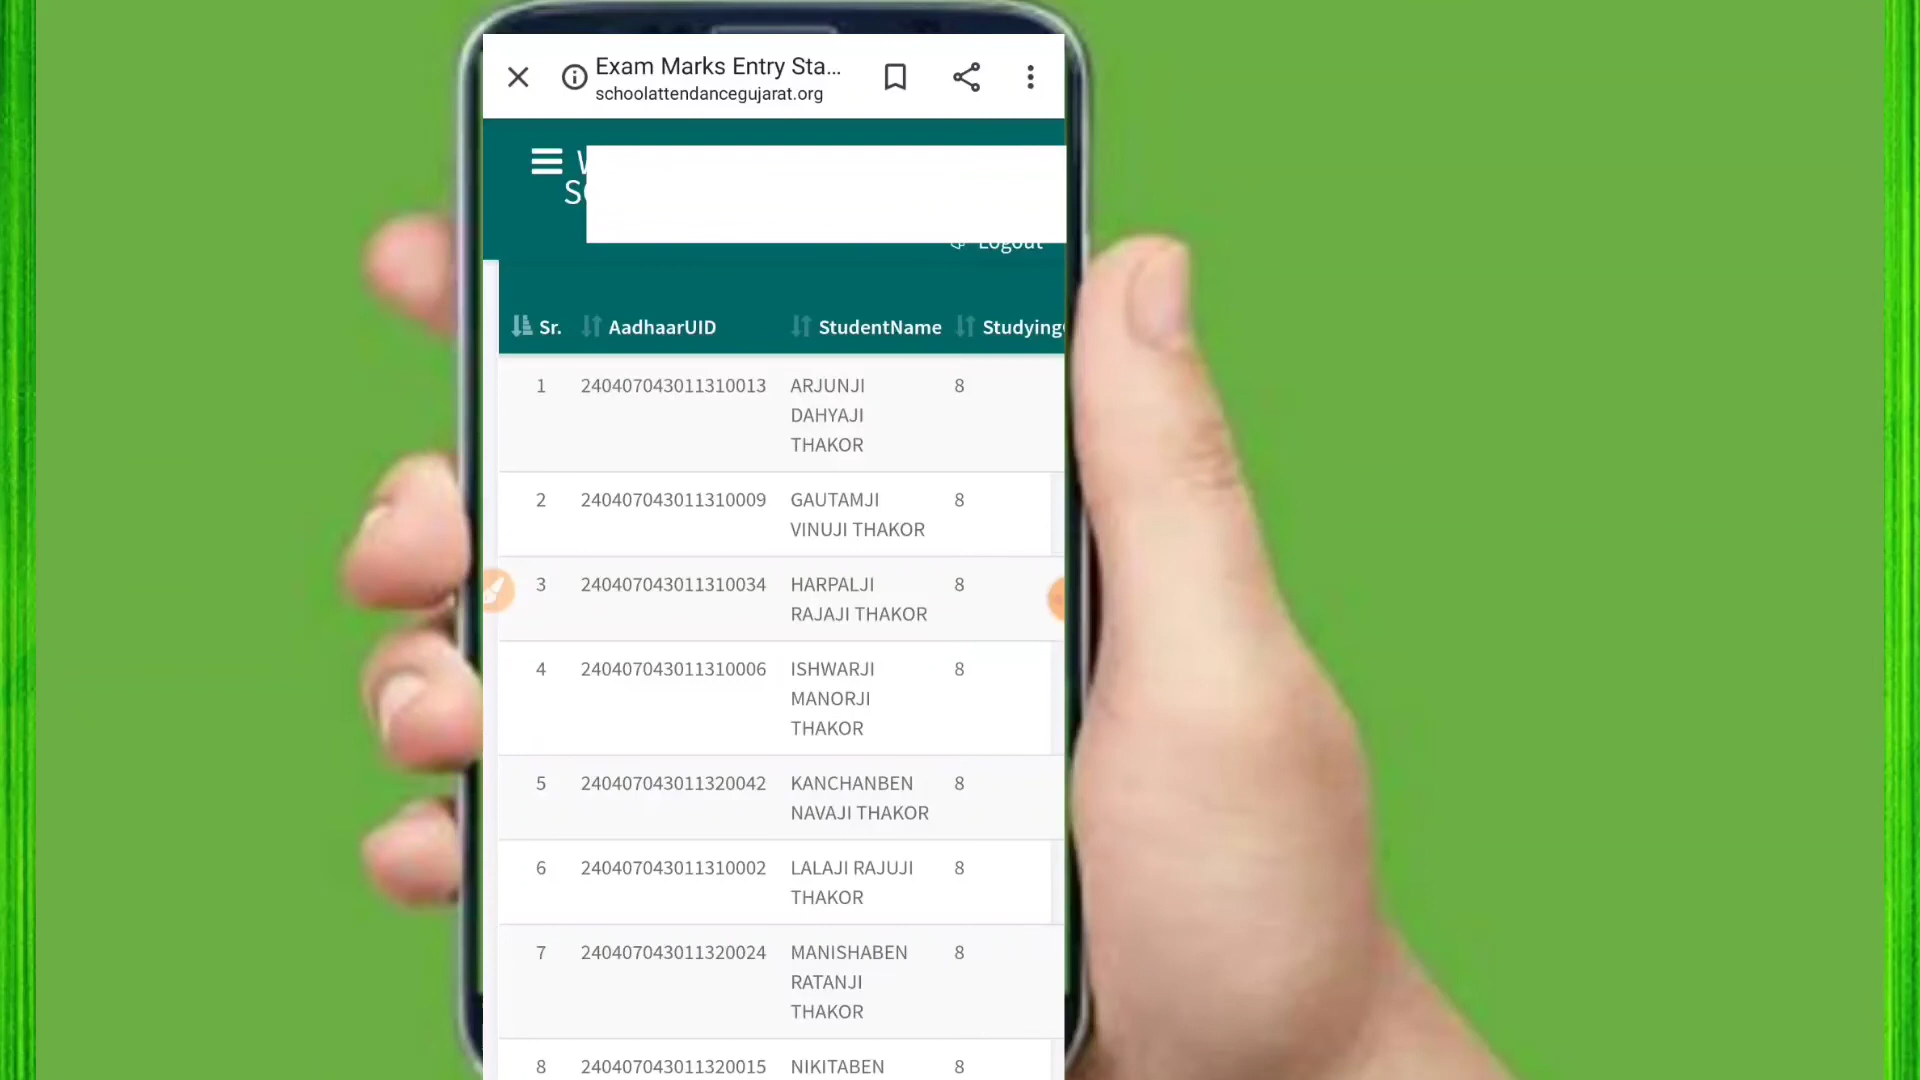 Exam Marks Entry Sta...
schoolattendancegujarat.org
Logout
Sr. AadhaarUID StudentName Studying
1 240407043011310013 ARJUNJI 8
DAHYAJI
THAKOR
2 240407043011310009 GAUTAMJI 8
VINUJI THAKOR
3 240407043011310034 HARPALJI 8
RAJAJI THAKOR
4 240407043011310006 ISHWARJI 8
MANORJI
THAKOR
5 240407043011320042 KANCHANBEN 8
NAVAJI THAKOR
6 240407043011310002 LALAJI RAJUJI 8
THAKOR
7 240407043011320024 MANISHABEN 8
RATANJI
THAKOR
8 240407043011320015 NIKITABEN 8